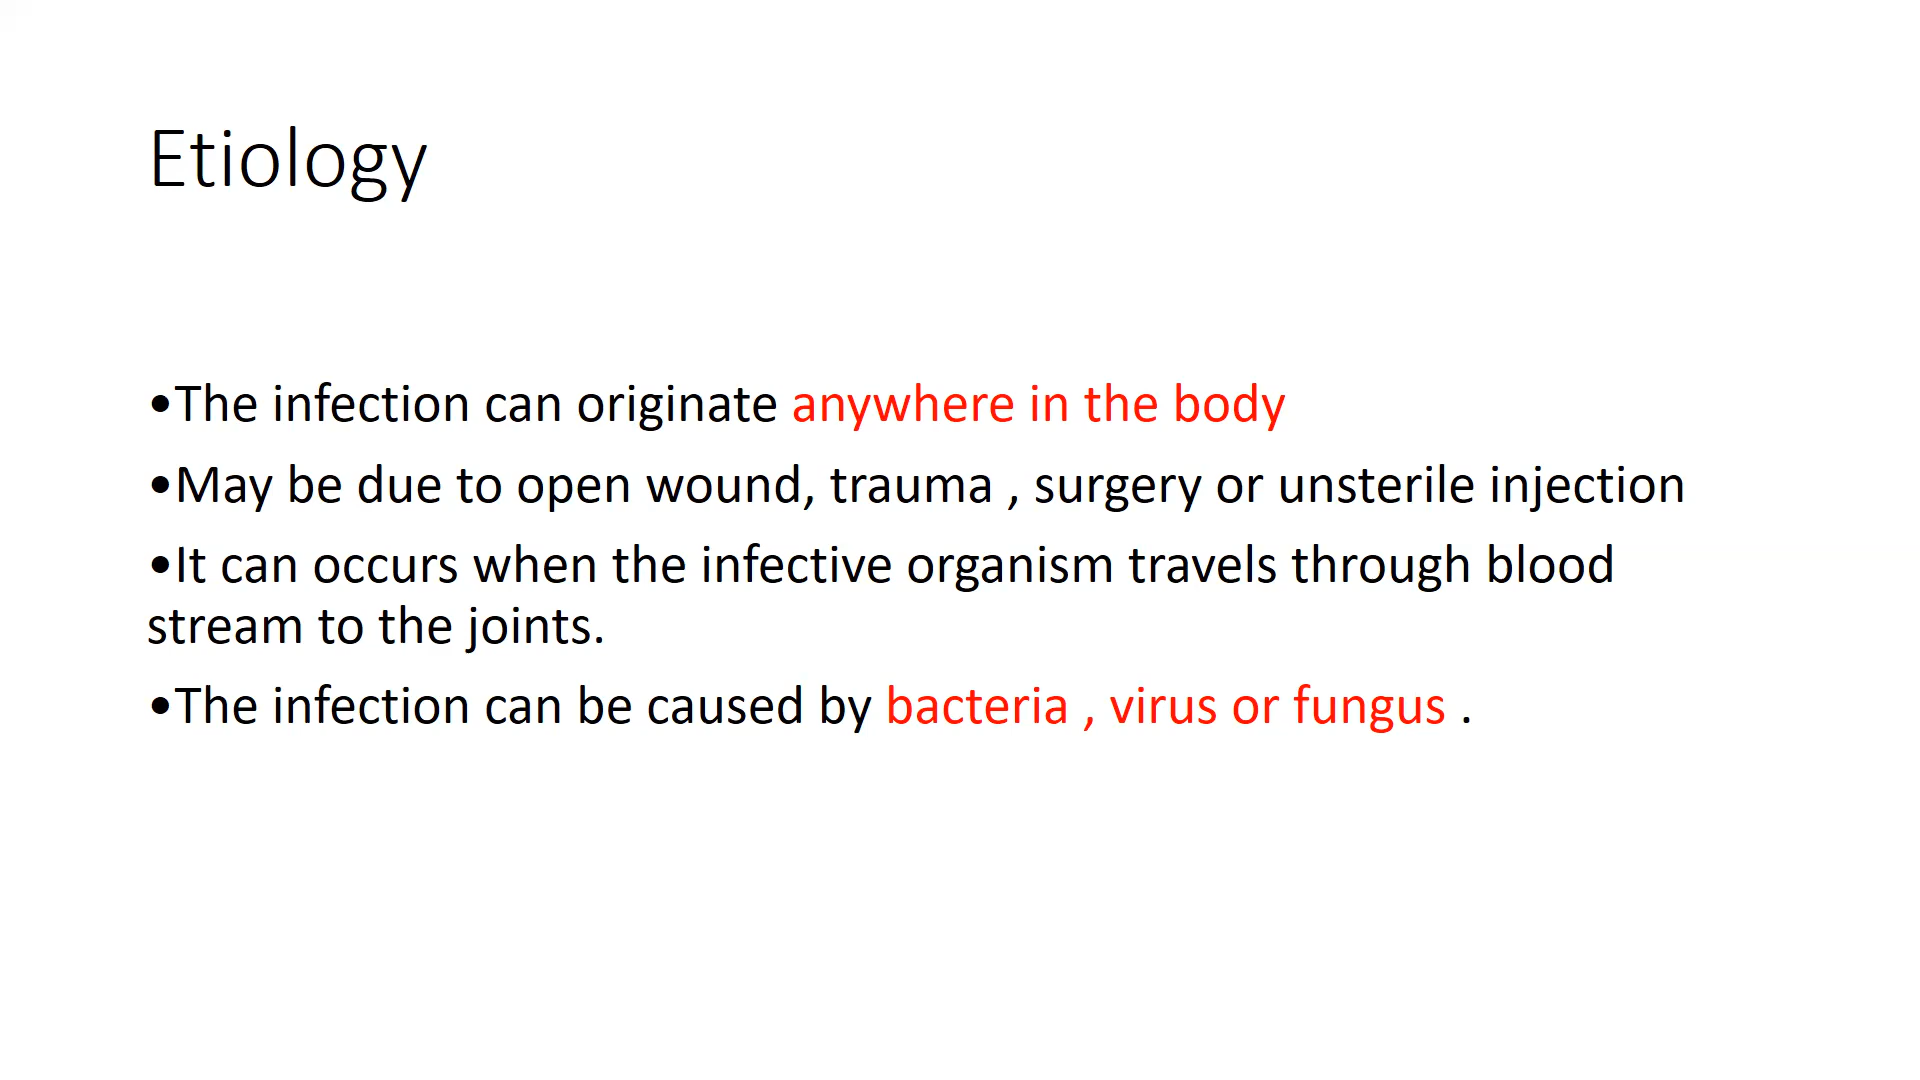 Etiology
•The infection can originate anywhere in the body
•May be due to open wound, trauma , surgery or unsterile injection
•It can occurs when the infective organism travels through blood
stream to the joints.
•The infection can be caused by bacteria , virus or fungus .